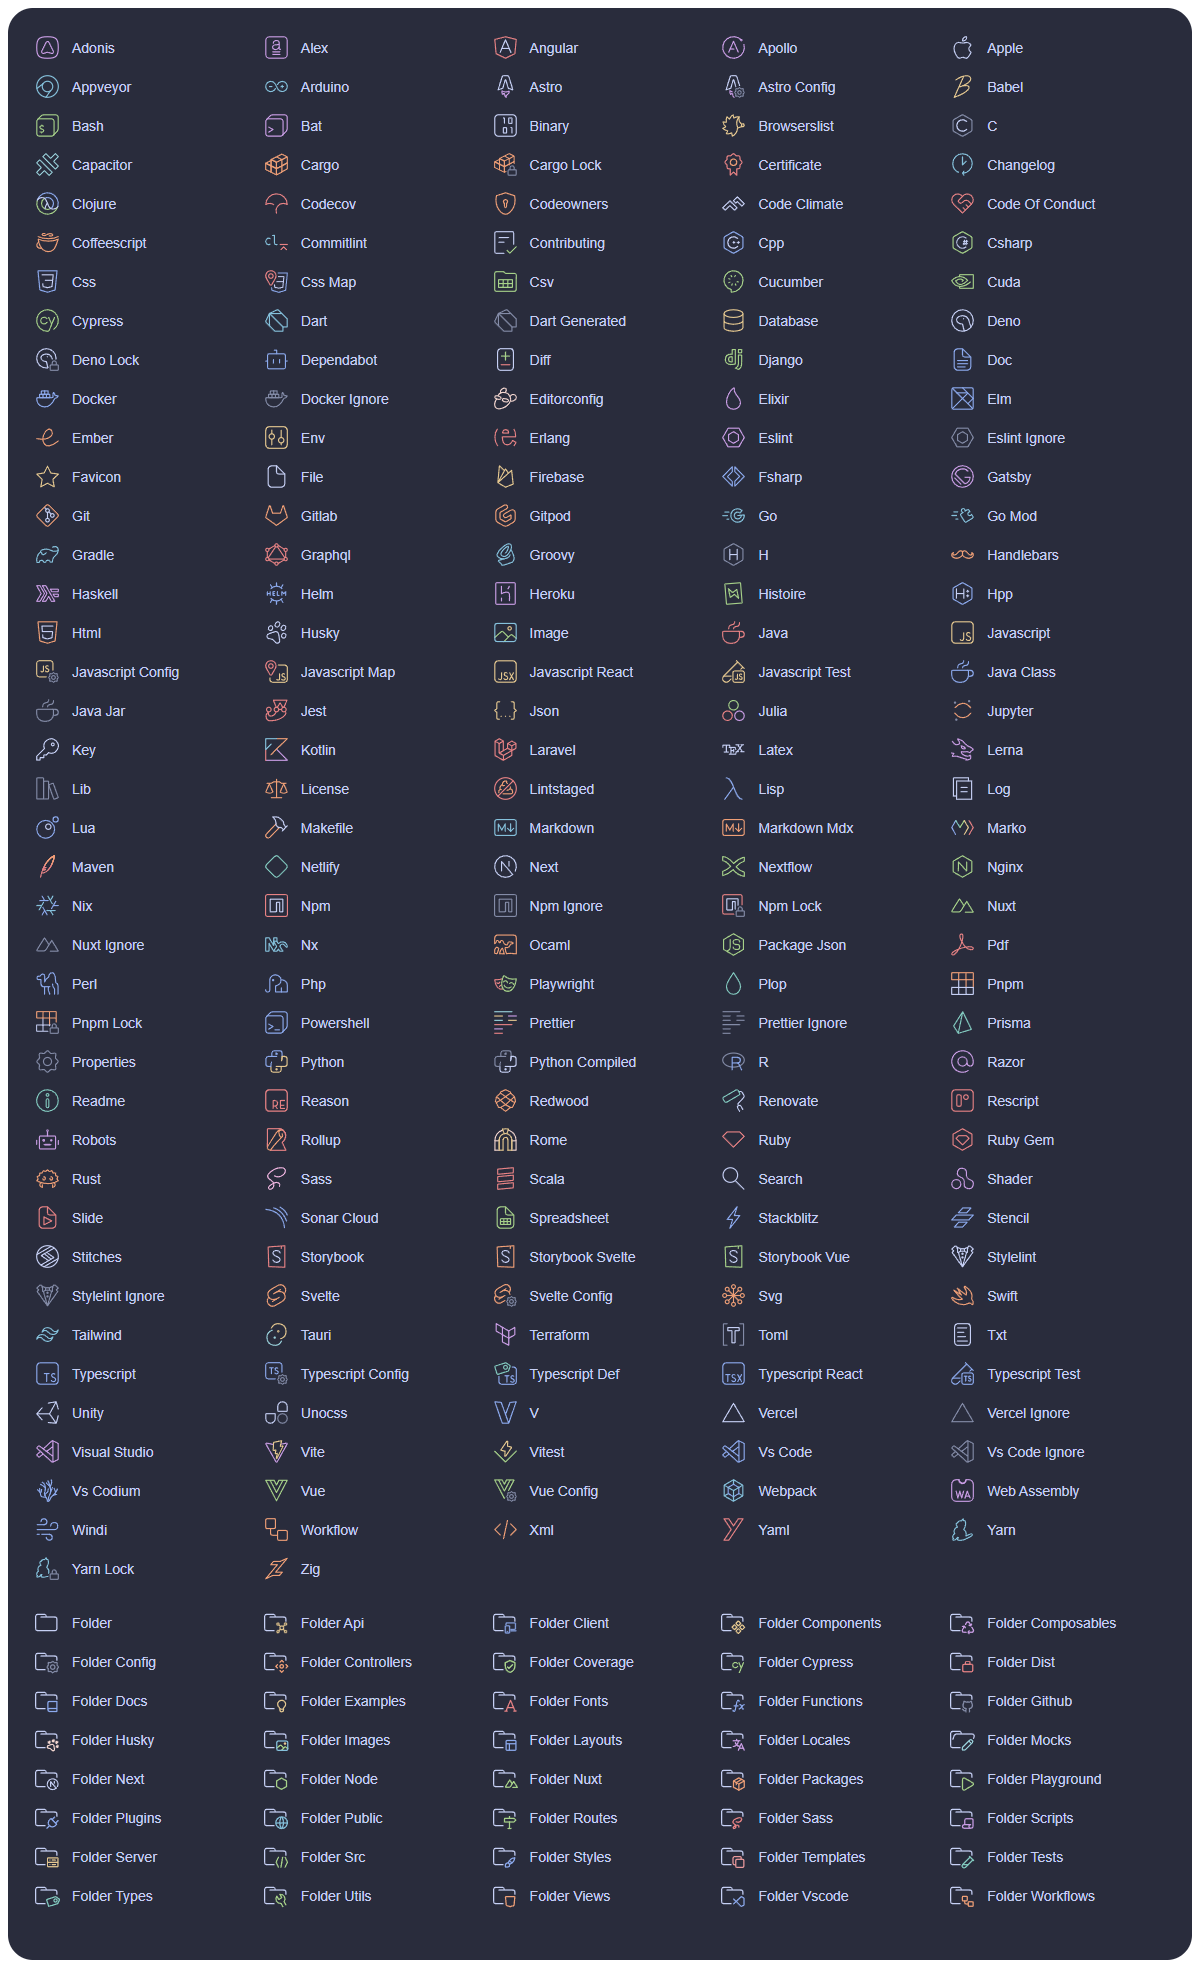 Adonis Alex Angular Apollo Apple
Appveyor Arduino Astro Astro Config Babel
Bash Bat Binary Browserslist C
Capacitor Cargo Cargo Lock Certificate Changelog
Clojure Codecov Codeowners Code Climate Code Of Conduct
Coffeescript Commitlint Contributing Cpp Csharp
Css Css Map Csv Cucumber Cuda
Cypress Dart Dart Generated Database Deno
Deno Lock Dependabot Diff Django Doc
Docker Docker Ignore Editorconfig Elixir Elm
Ember Env Erlang Eslint Eslint Ignore
Favicon File Firebase Fsharp Gatsby
Git Gitlab Gitpod Go Go Mod
Gradle Graphql Groovy H Handlebars
Haskell Helm Heroku Histoire Hpp
Html Husky Image Java Javascript
Javascript Config Javascript Map Javascript React Javascript Test Java Class
Java Jar Jest Json Julia Jupyter
Key Kotlin Laravel Latex Lerna
Lib License Lintstaged Lisp Log
Lua Makefile Markdown Markdown Mdx Marko
Maven Netlify Next Nextflow Nginx
Nix Npm Npm Ignore Npm Lock Nuxt
Nuxt Ignore Nx Ocaml Package Json Pdf
Perl Php Playwright Plop Pnpm
Pnpm Lock Powershell Prettier Prettier Ignore Prisma
Properties Python Python Compiled R Razor
Readme Reason Redwood Renovate Rescript
Robots Rollup Rome Ruby Ruby Gem
Rust Sass Scala Search Shader
Slide Sonar Cloud Spreadsheet Stackblitz Stencil
Stitches Storybook Storybook Svelte Storybook Vue Stylelint
Stylelint Ignore Svelte Svelte Config Svg Swift
Tailwind Tauri Terraform Toml Txt
Typescript Typescript Config Typescript Def Typescript React Typescript Test
Unity Unocss V Vercel Vercel Ignore
Visual Studio Vite Vitest Vs Code Vs Code Ignore
Vs Codium Vue Vue Config Webpack Web Assembly
Windi Workflow Xml Yaml Yarn
Yarn Lock Zig
Folder Folder Api Folder Client Folder Components Folder Composables
Folder Config Folder Controllers Folder Coverage Folder Cypress Folder Dist
Folder Docs Folder Examples Folder Fonts Folder Functions Folder Github
Folder Husky Folder Images Folder Layouts Folder Locales Folder Mocks
Folder Next Folder Node Folder Nuxt Folder Packages Folder Playground
Folder Plugins Folder Public Folder Routes Folder Sass Folder Scripts
Folder Server Folder Src Folder Styles Folder Templates Folder Tests
Folder Types Folder Utils Folder Views Folder Vscode Folder Workflows